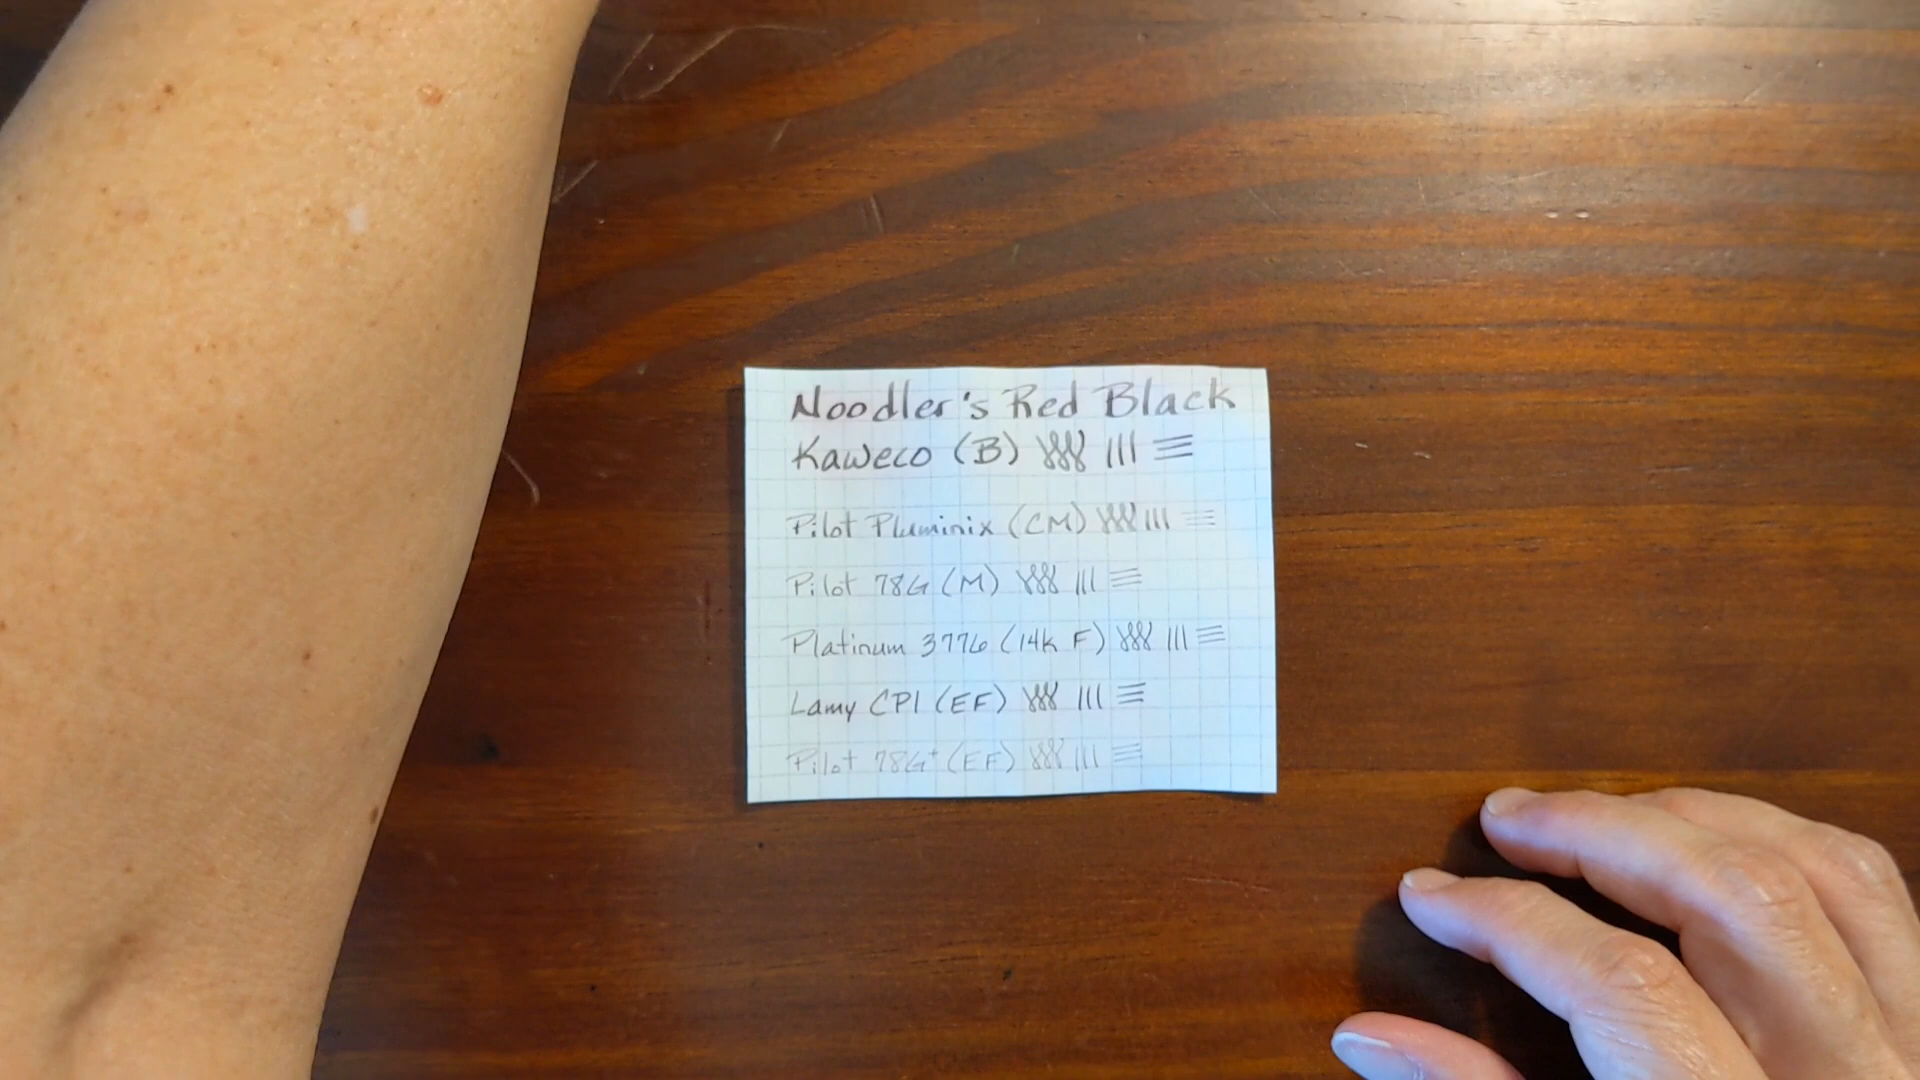 Noodler's Red Black
Kaweco (B)
Pilot Pluminix (CM)
Pilot 78G (M)
Platinum 3776 (14k F)
Lamy CP1 (EF)
Pilot 78G+ (EF)